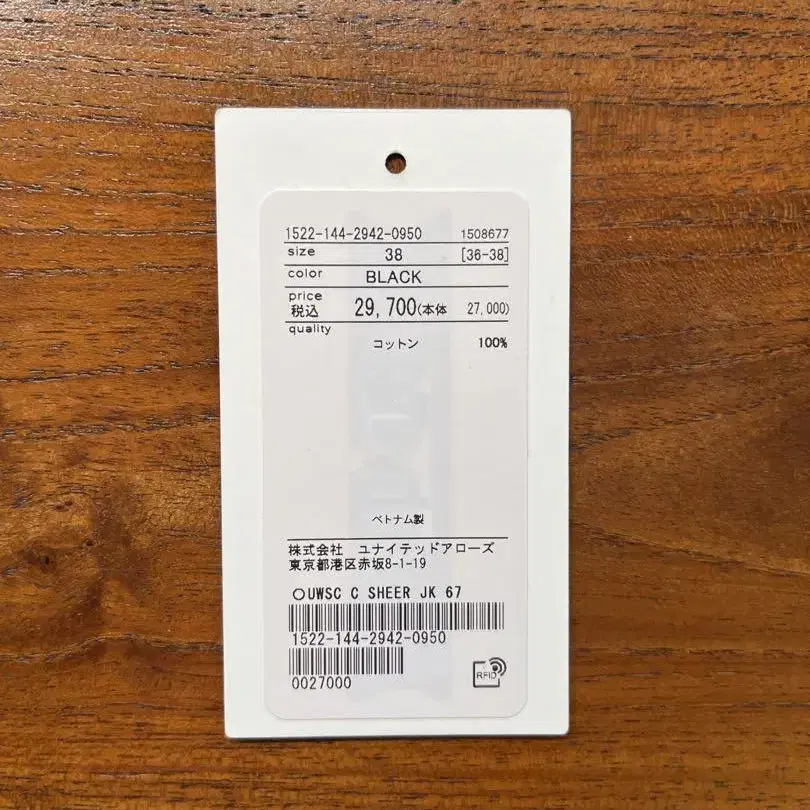 1522-144-2942-0950 1508677
size 38 [36-38]
color BLACK
price
税込 29,700(本体 27,000)
quality
コットン 100%
ベトナム製
株式会社 ユナイテッドアローズ
東京都港区赤坂8-1-19
〇UWSC C SHEER JK 67
1522-144-2942-0950
0027000
RFID